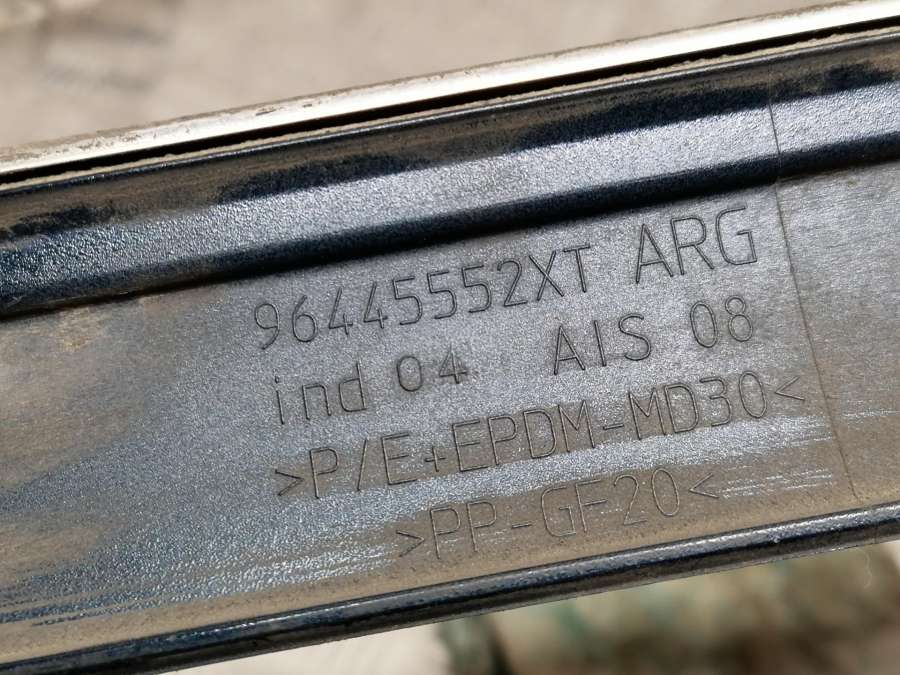 96445552XT ARG
ind 04 AIS 08
>P/E+EPDM-MD30<
>PP-GF20<